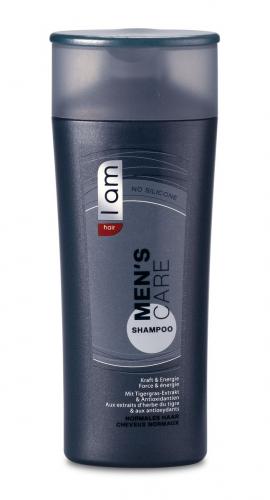 I am
hair
NO SILICONE
MEN'S
CARE
SHAMPOO
Kraft & Energie
Force & énergie
Mit Tigergras-Extrakt
& Antioxidantien
Aux extraits d'herbe du tigre
& aux antioxydants
NORMALES HAAR
CHEVEUX NORMAUX